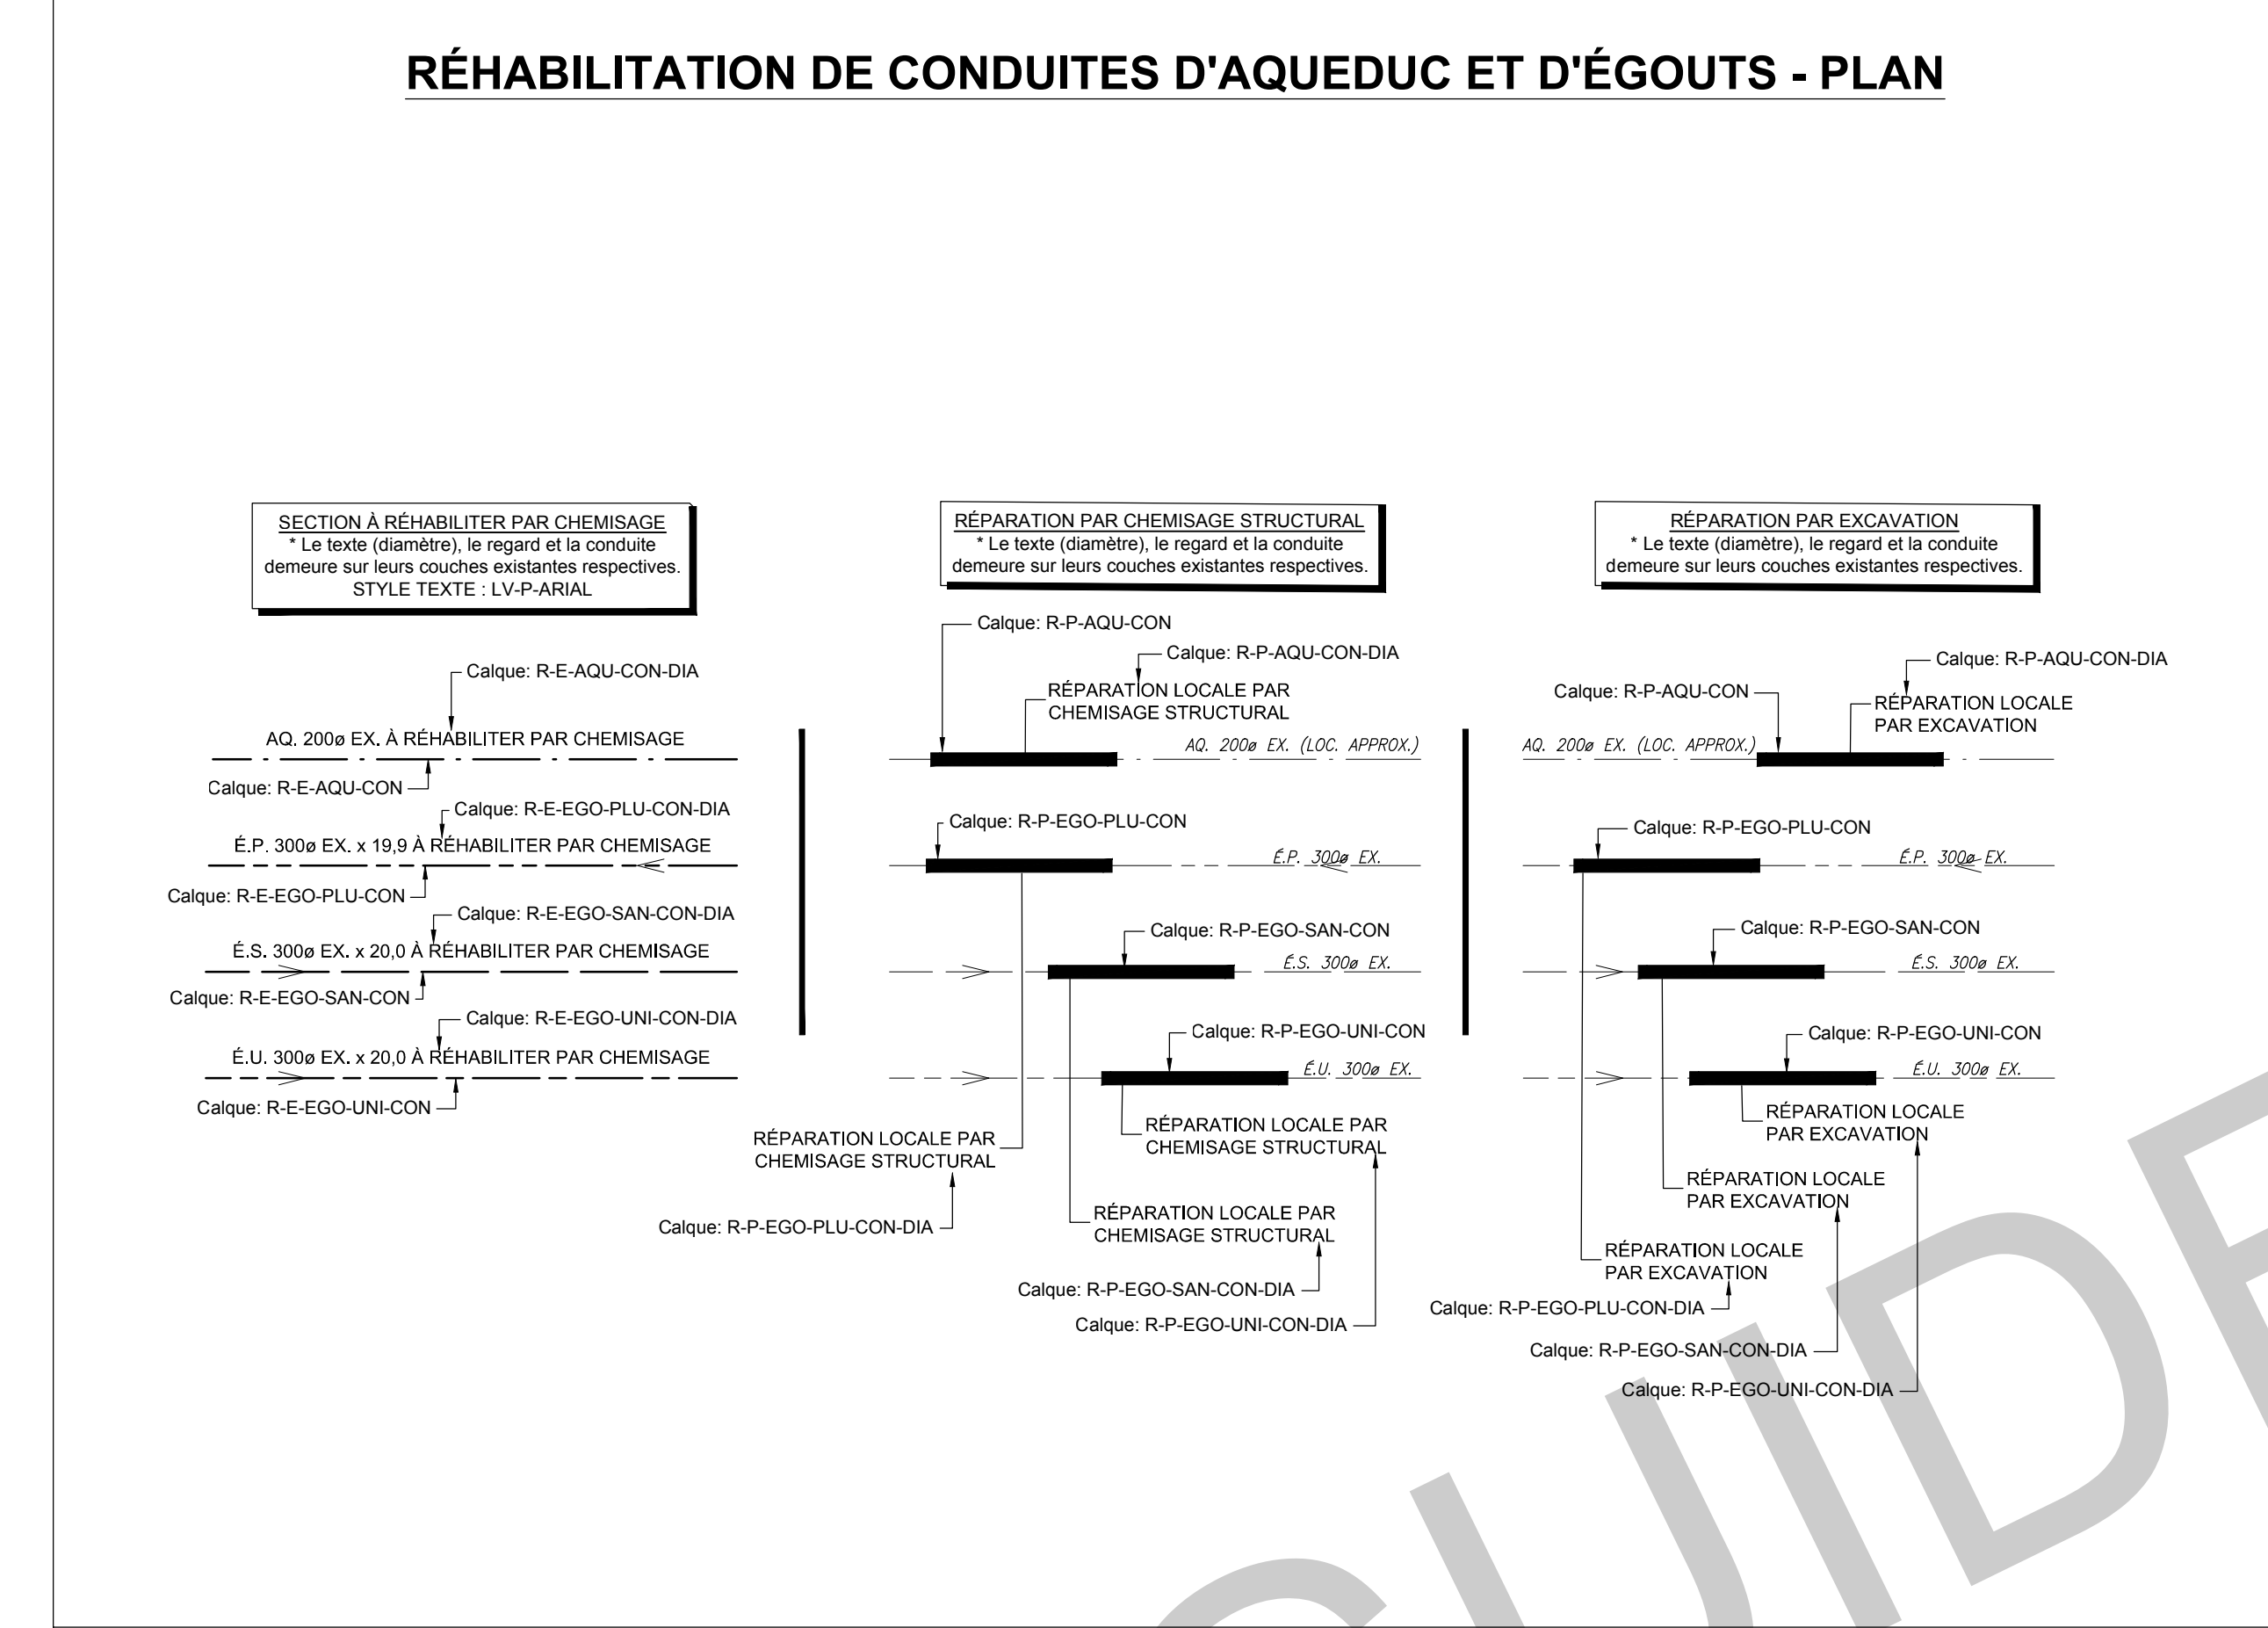 RÉHABILITATION DE CONDUITES D'AQUEDUC ET D'ÉGOUTS - PLAN
SECTION À RÉHABILITER PAR CHEMISAGE
* Le texte (diamètre), le regard et la conduite
demeure sur leurs couches existantes respectives.
STYLE TEXTE : LV-P-ARIAL
Calque: R-E-AQU-CON-DIA
AQ. 200ø EX. À RÉHABILITER PAR CHEMISAGE
Calque: R-E-AQU-CON
Calque: R-E-EGO-PLU-CON-DIA
É.P. 300ø EX. x 19,9 À RÉHABILITER PAR CHEMISAGE
Calque: R-E-EGO-PLU-CON
Calque: R-E-EGO-SAN-CON-DIA
É.S. 300ø EX. x 20,0 À RÉHABILITER PAR CHEMISAGE
Calque: R-E-EGO-SAN-CON
Calque: R-E-EGO-UNI-CON-DIA
É.U. 300ø EX. x 20,0 À RÉHABILITER PAR CHEMISAGE
Calque: R-E-EGO-UNI-CON
RÉPARATION PAR CHEMISAGE STRUCTURAL
* Le texte (diamètre), le regard et la conduite
demeure sur leurs couches existantes respectives.
Calque: R-P-AQU-CON
Calque: R-P-AQU-CON-DIA
RÉPARATION LOCALE PAR
CHEMISAGE STRUCTURAL
AQ. 200ø EX. (LOC. APPROX.)
Calque: R-P-EGO-PLU-CON
É.P. 300ø EX.
Calque: R-P-EGO-SAN-CON
É.S. 300ø EX.
Calque: R-P-EGO-UNI-CON
É.U. 300ø EX.
RÉPARATION LOCALE PAR
CHEMISAGE STRUCTURAL
RÉPARATION LOCALE PAR
CHEMISAGE STRUCTURAL
Calque: R-P-EGO-PLU-CON-DIA
RÉPARATION LOCALE PAR
CHEMISAGE STRUCTURAL
Calque: R-P-EGO-SAN-CON-DIA
Calque: R-P-EGO-UNI-CON-DIA
RÉPARATION PAR EXCAVATION
* Le texte (diamètre), le regard et la conduite
demeure sur leurs couches existantes respectives.
Calque: R-P-AQU-CON-DIA
Calque: R-P-AQU-CON
RÉPARATION LOCALE
PAR EXCAVATION
AQ. 200ø EX. (LOC. APPROX.)
Calque: R-P-EGO-PLU-CON
É.P. 300ø EX.
Calque: R-P-EGO-SAN-CON
É.S. 300ø EX.
Calque: R-P-EGO-UNI-CON
É.U. 300ø EX.
RÉPARATION LOCALE
PAR EXCAVATION
RÉPARATION LOCALE
PAR EXCAVATION
RÉPARATION LOCALE
PAR EXCAVATION
Calque: R-P-EGO-PLU-CON-DIA
Calque: R-P-EGO-SAN-CON-DIA
Calque: R-P-EGO-UNI-CON-DIA